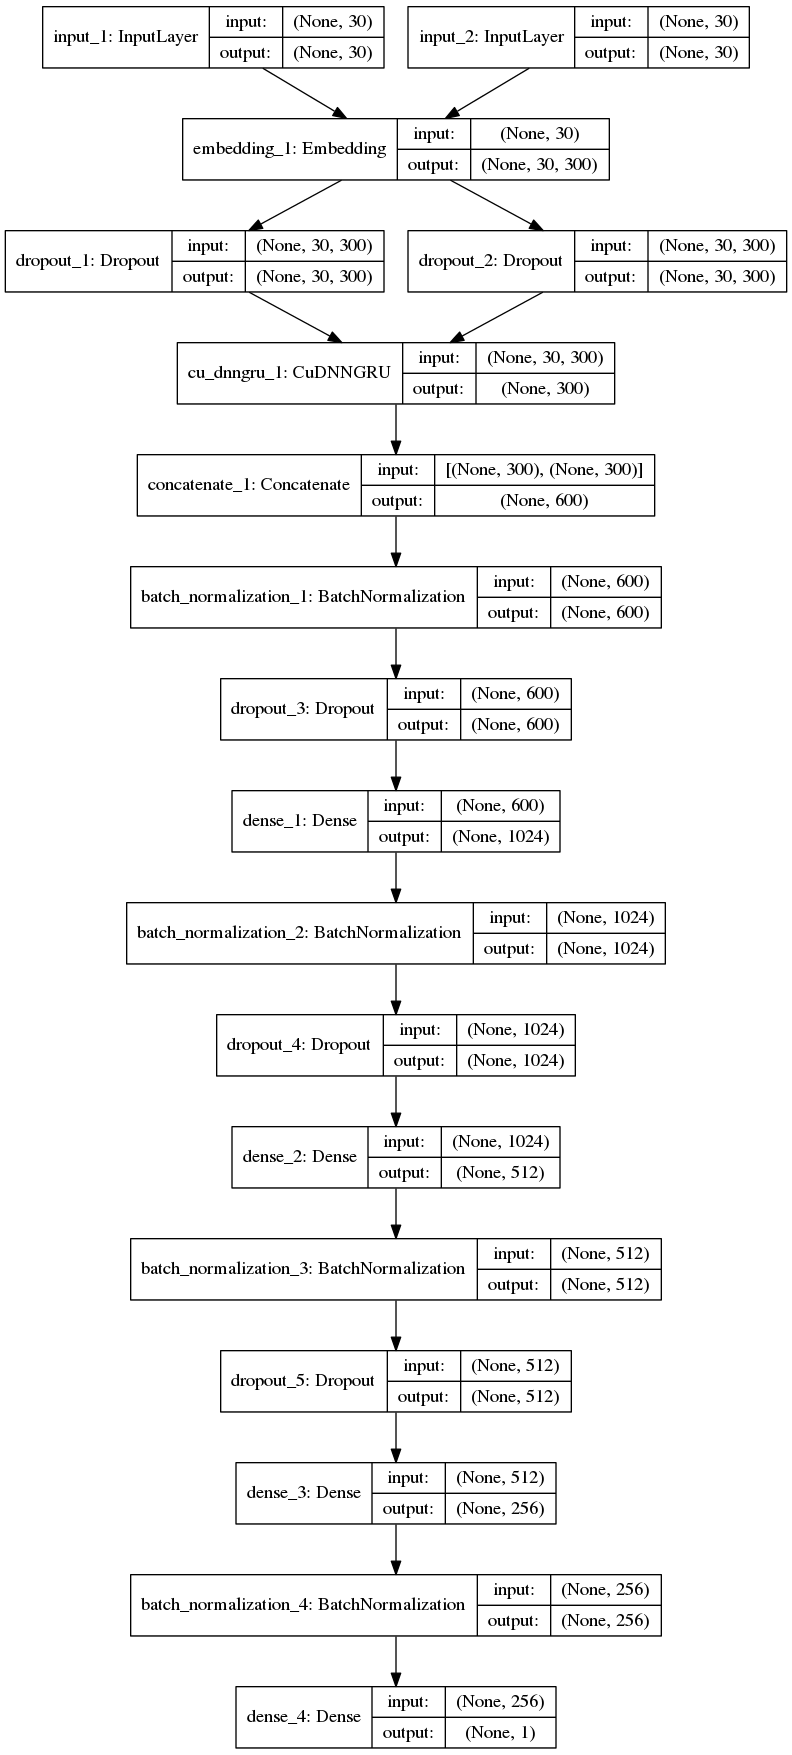 input_1: InputLayer
input: (None, 30)
output: (None, 30)
input_2: InputLayer
input: (None, 30)
output: (None, 30)
embedding_1: Embedding
input: (None, 30)
output: (None, 30, 300)
dropout_1: Dropout
input: (None, 30, 300)
output: (None, 30, 300)
dropout_2: Dropout
input: (None, 30, 300)
output: (None, 30, 300)
cu_dnngru_1: CuDNNGRU
input: (None, 30, 300)
output: (None, 300)
concatenate_1: Concatenate
input: [(None, 300), (None, 300)]
output: (None, 600)
batch_normalization_1: BatchNormalization
input: (None, 600)
output: (None, 600)
dropout_3: Dropout
input: (None, 600)
output: (None, 600)
dense_1: Dense
input: (None, 600)
output: (None, 1024)
batch_normalization_2: BatchNormalization
input: (None, 1024)
output: (None, 1024)
dropout_4: Dropout
input: (None, 1024)
output: (None, 1024)
dense_2: Dense
input: (None, 1024)
output: (None, 512)
batch_normalization_3: BatchNormalization
input: (None, 512)
output: (None, 512)
dropout_5: Dropout
input: (None, 512)
output: (None, 512)
dense_3: Dense
input: (None, 512)
output: (None, 256)
batch_normalization_4: BatchNormalization
input: (None, 256)
output: (None, 256)
dense_4: Dense
input: (None, 256)
output: (None, 1)